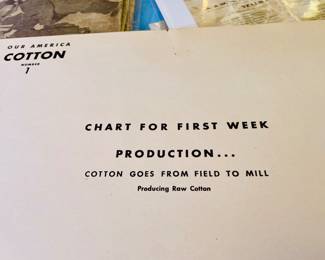 OUR AMERICA
COTTON
NUMBER
1
CHART FOR FIRST WEEK
PRODUCTION...
COTTON GOES FROM FIELD TO MILL
Producing Raw Cotton